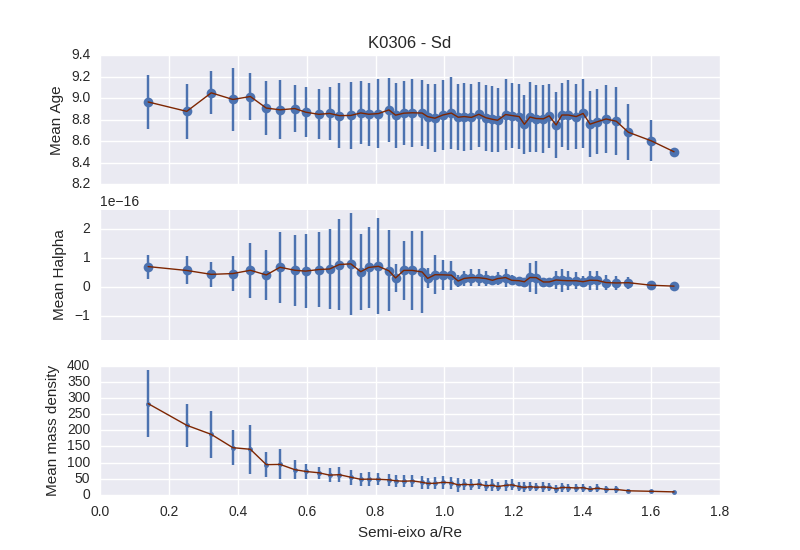 K0306 - Sd
Mean Age
9.4
9.2
9.0
8.8
8.6
8.4
8.2
1e−16
Mean Halpha
2
1
0
−1
Mean mass density
400
350
300
250
200
150
100
50
0
0.0 0.2 0.4 0.6 0.8 1.0 1.2 1.4 1.6 1.8
Semi-eixo a/Re